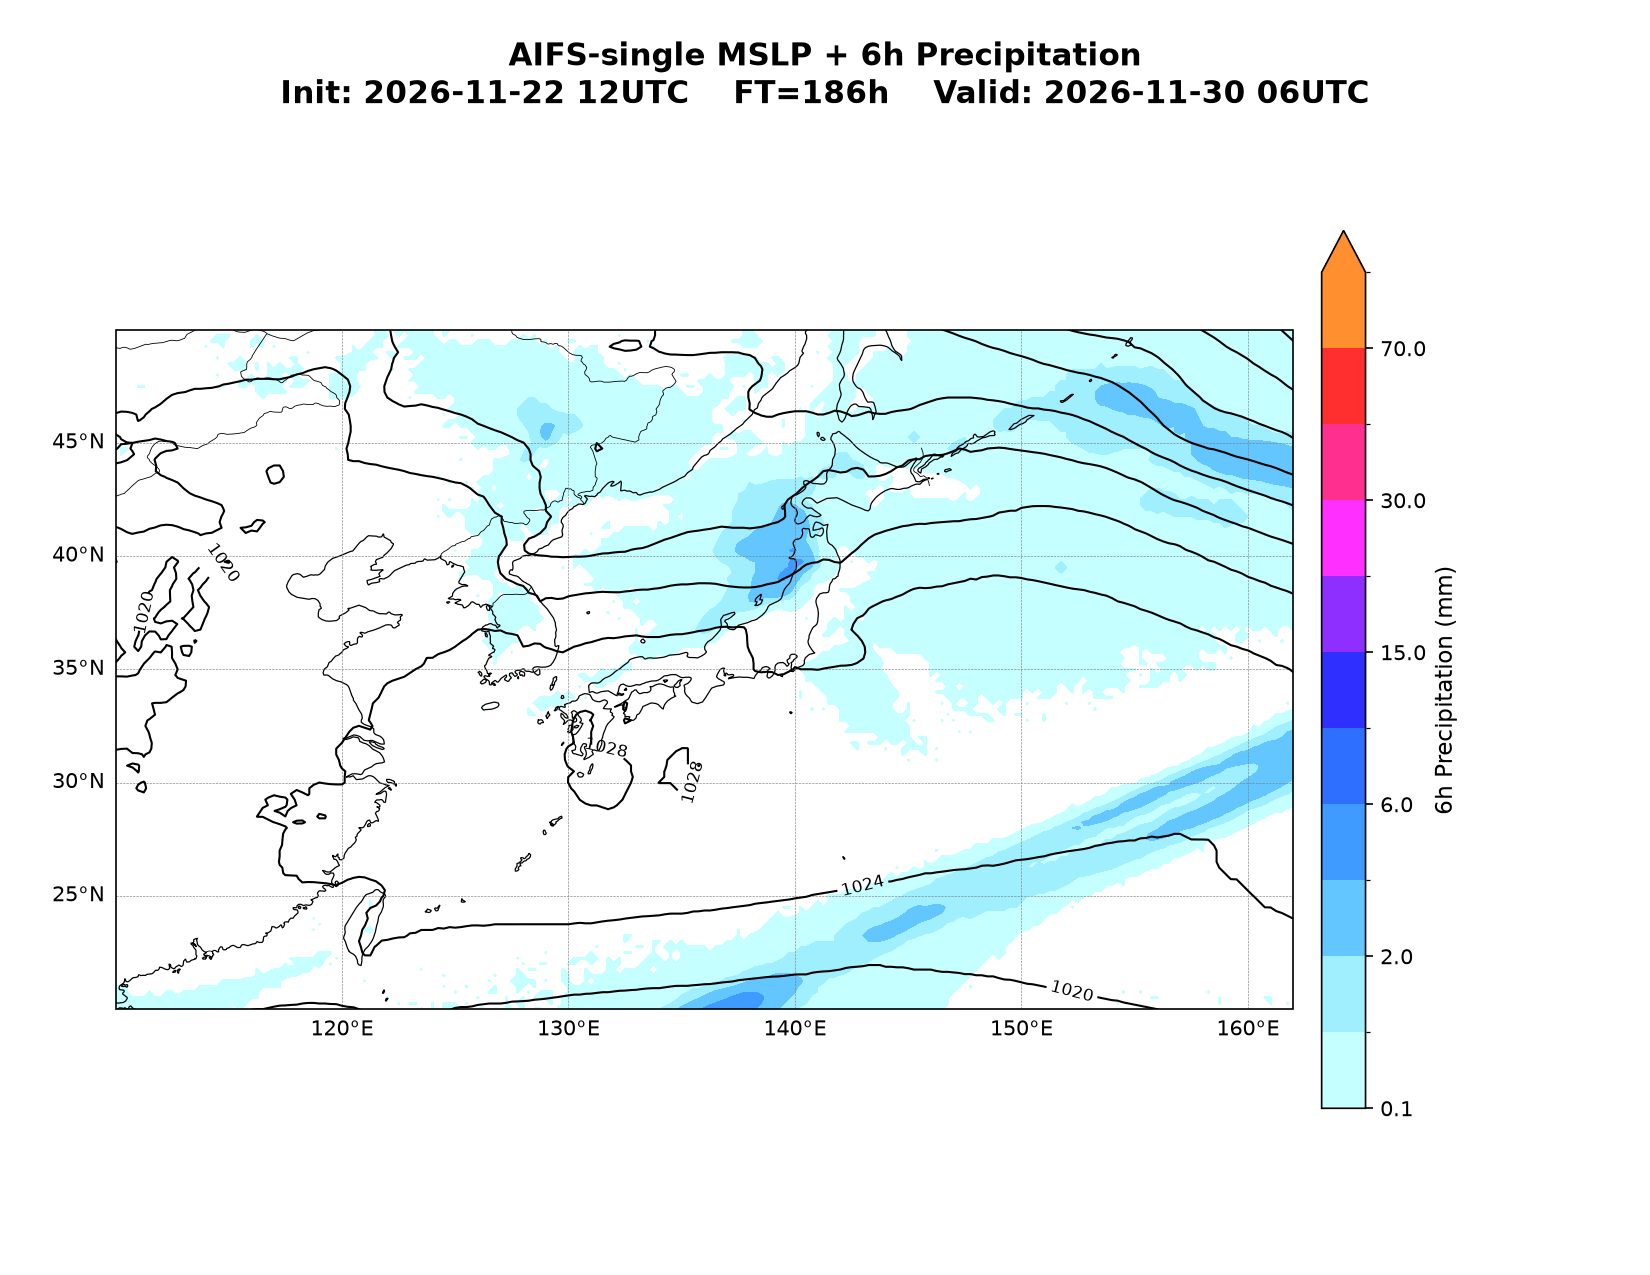 AIFS-single MSLP + 6h Precipitation
Init: 2026-11-22 12UTC    FT=186h    Valid: 2026-11-30 06UTC
45°N
40°N
35°N
30°N
25°N
120°E
130°E
140°E
150°E
160°E
1020
1020
1028
1028
1024
1020
70.0
30.0
15.0
6.0
2.0
0.1
6h Precipitation (mm)